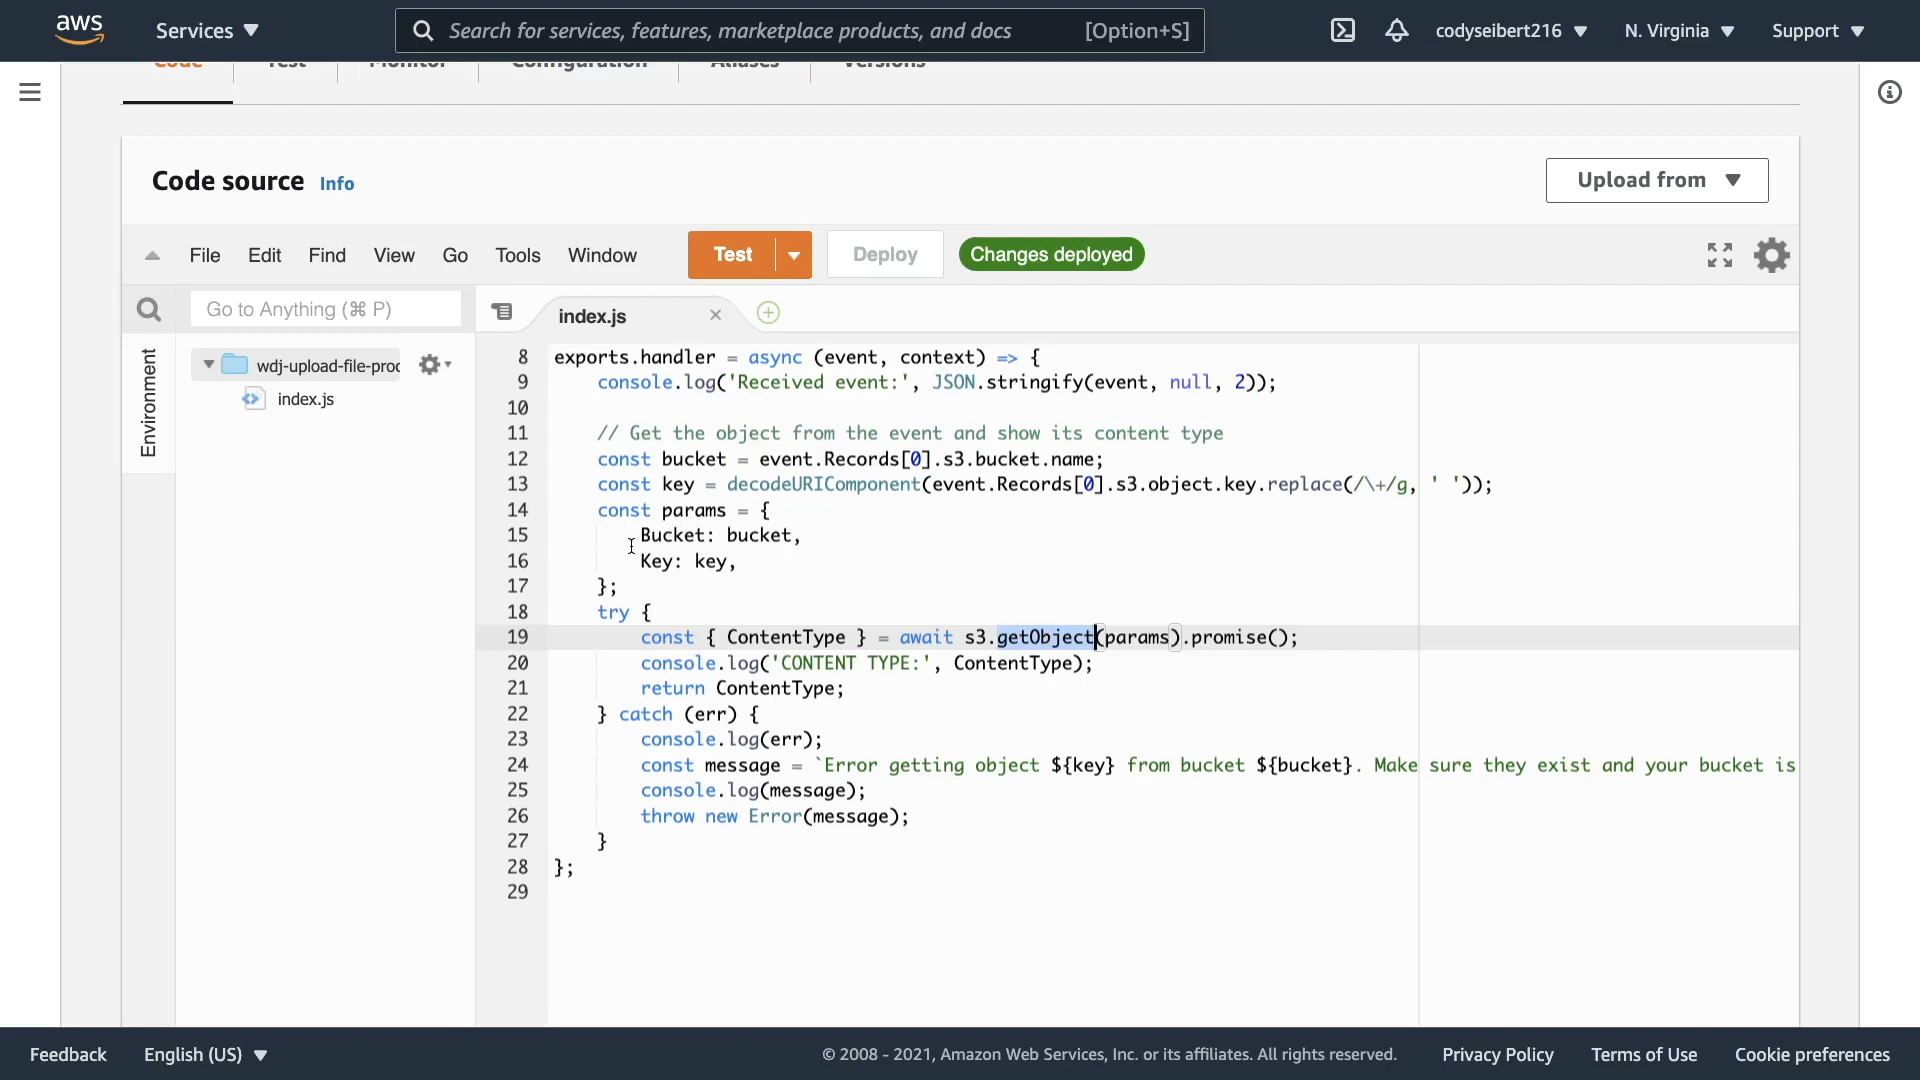 aws
Services ▼
Search for services, features, marketplace products, and docs [Option+S]
codyseibert216 ▼
N. Virginia ▼
Support ▼
Code Test Monitor Configuration Aliases Versions
Code source Info
Upload from ▼
File Edit Find View Go Tools Window
Test
Deploy
Changes deployed
Go to Anything (⌘ P)
index.js
Environment
wdj-upload-file-proc
index.js
8 exports.handler = async (event, context) => {
9     console.log('Received event:', JSON.stringify(event, null, 2));
10
11     // Get the object from the event and show its content type
12     const bucket = event.Records[0].s3.bucket.name;
13     const key = decodeURIComponent(event.Records[0].s3.object.key.replace(/\+/g, ' '));
14     const params = {
15         Bucket: bucket,
16         Key: key,
17     };
18     try {
19         const { ContentType } = await s3.getObject(params).promise();
20         console.log('CONTENT TYPE:', ContentType);
21         return ContentType;
22     } catch (err) {
23         console.log(err);
24         const message = `Error getting object ${key} from bucket ${bucket}. Make sure they exist and your bucket is
25         console.log(message);
26         throw new Error(message);
27     }
28 };
29
Feedback English (US) ▼
© 2008 - 2021, Amazon Web Services, Inc. or its affiliates. All rights reserved.
Privacy Policy Terms of Use Cookie preferences